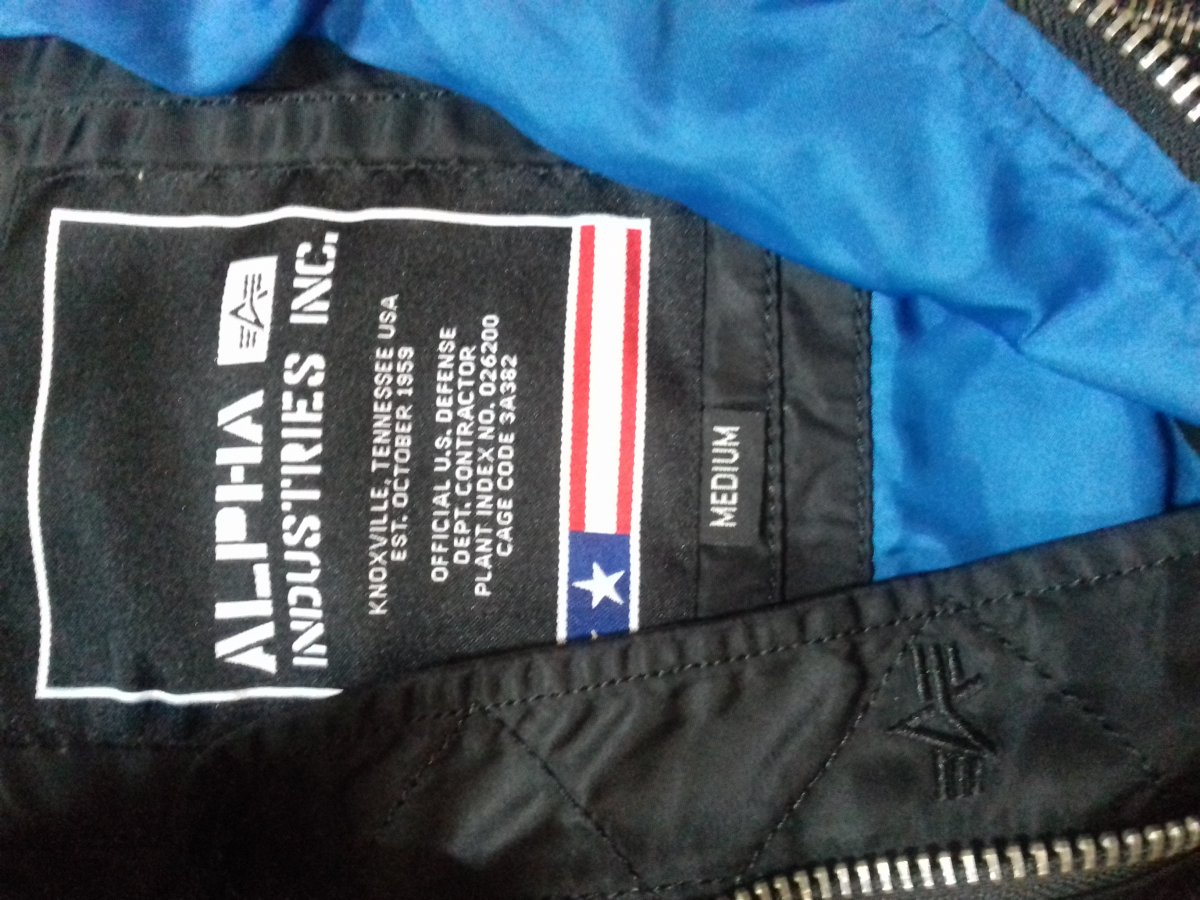 ALPHA
INDUSTRIES INC.
KNOXVILLE, TENNESSEE USA
EST. OCTOBER 1959
OFFICIAL U.S. DEFENSE
DEPT. CONTRACTOR
PLANT INDEX NO. 026200
CAGE CODE 3A382
MEDIUM